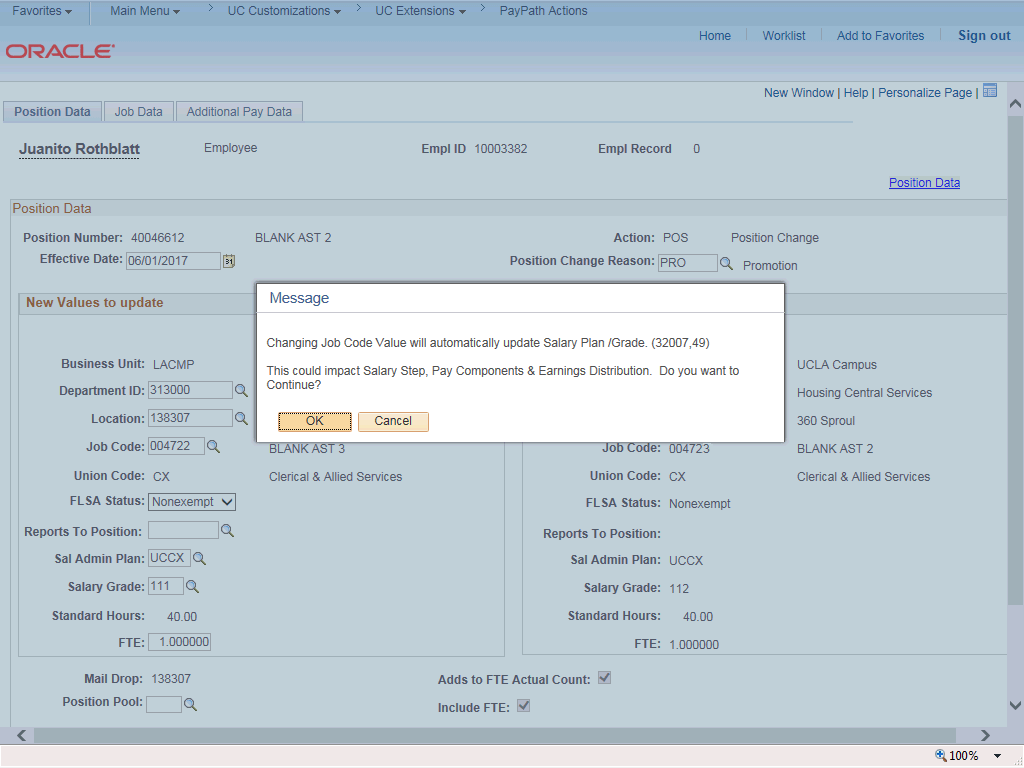 Favorites Main Menu > UC Customizations > UC Extensions > PayPath Actions
Home Worklist Add to Favorites Sign out
ORACLE
New Window | Help | Personalize Page |
Position Data Job Data Additional Pay Data
Juanito Rothblatt Employee Empl ID 10003382 Empl Record 0
Position Data
Position Data
Position Number: 40046612 BLANK AST 2 Action: POS Position Change
Effective Date: 06/01/2017 31 Position Change Reason: PRO Promotion
New Values to update
Message
Changing Job Code Value will automatically update Salary Plan /Grade. (32007,49)
This could impact Salary Step, Pay Components & Earnings Distribution. Do you want to
Continue?
OK Cancel
Business Unit: LACMP UCLA Campus
Department ID: 313000 Housing Central Services
Location: 138307 360 Sproul
Job Code: 004722 BLANK AST 3 Job Code: 004723 BLANK AST 2
Union Code: CX Clerical & Allied Services Union Code: CX Clerical & Allied Services
FLSA Status: Nonexempt FLSA Status: Nonexempt
Reports To Position: Reports To Position:
Sal Admin Plan: UCCX Sal Admin Plan: UCCX
Salary Grade: 111 Salary Grade: 112
Standard Hours: 40.00 Standard Hours: 40.00
FTE: 1.000000 FTE: 1.000000
Mail Drop: 138307 Adds to FTE Actual Count:
Position Pool: Include FTE:
100%